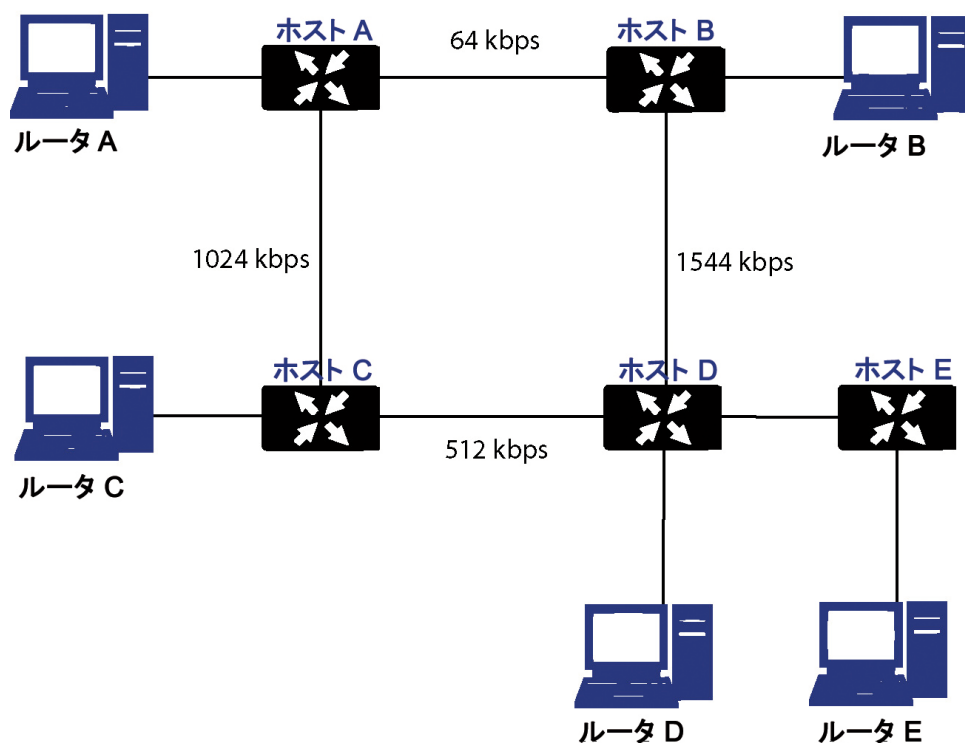 ホスト A
64 kbps
ホスト B
ルータ A
ルータ B
1024 kbps
1544 kbps
ホスト C
ホスト D
ホスト E
512 kbps
ルータ C
ルータ D
ルータ E